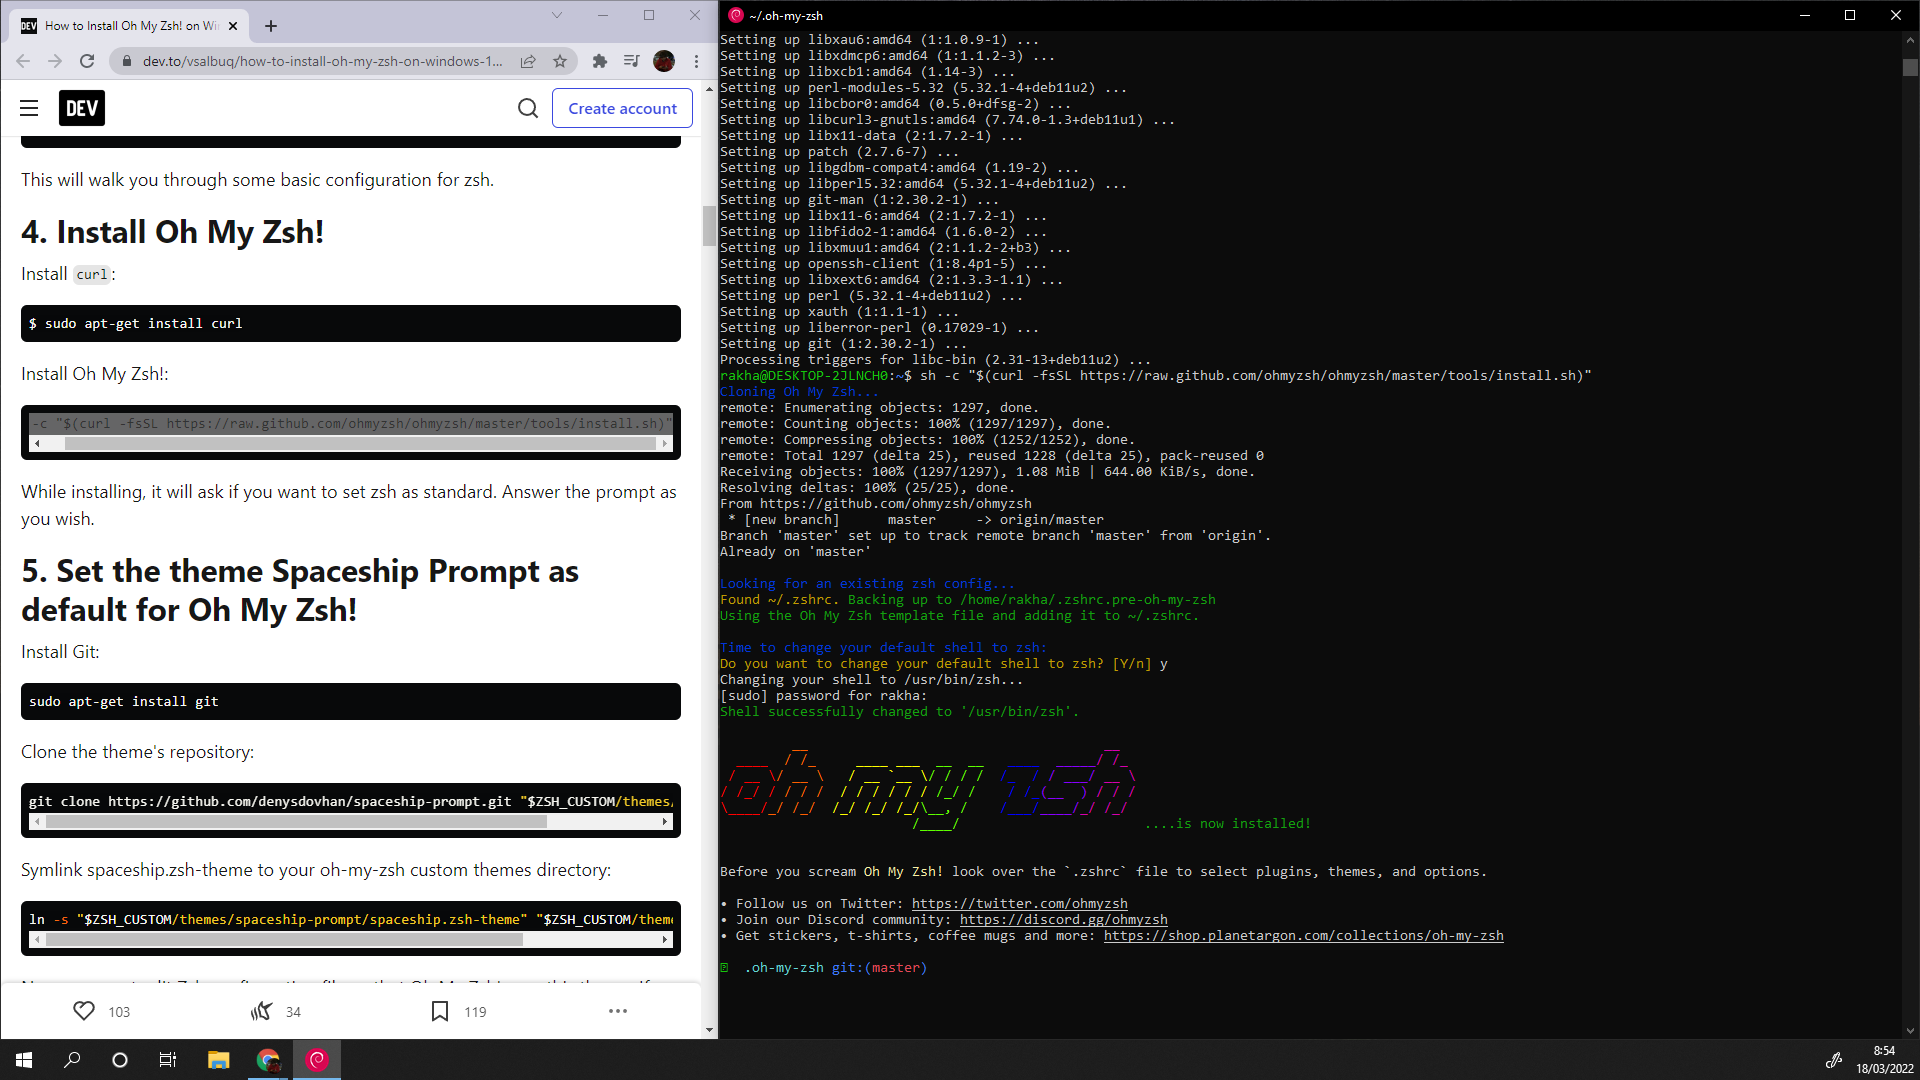 DEV How to Install Oh My Zsh! on Wi
dev.to/vsalbuq/how-to-install-oh-my-zsh-on-windows-1...
DEV
Create account
This will walk you through some basic configuration for zsh.
4. Install Oh My Zsh!
Install curl:
$ sudo apt-get install curl
Install Oh My Zsh!:
-c "$(curl -fsSL https://raw.github.com/ohmyzsh/ohmyzsh/master/tools/install.sh)"
While installing, it will ask if you want to set zsh as standard. Answer the prompt as
you wish.
5. Set the theme Spaceship Prompt as
default for Oh My Zsh!
Install Git:
sudo apt-get install git
Clone the theme's repository:
git clone https://github.com/denysdovhan/spaceship-prompt.git "$ZSH_CUSTOM/themes/
Symlink spaceship.zsh-theme to your oh-my-zsh custom themes directory:
ln -s "$ZSH_CUSTOM/themes/spaceship-prompt/spaceship.zsh-theme" "$ZSH_CUSTOM/theme
103
34
119
~/.oh-my-zsh
Setting up libxau6:amd64 (1:1.0.9-1) ...
Setting up libxdmcp6:amd64 (1:1.1.2-3) ...
Setting up libxcb1:amd64 (1.14-3) ...
Setting up perl-modules-5.32 (5.32.1-4+deb11u2) ...
Setting up libcbor0:amd64 (0.5.0+dfsg-2) ...
Setting up libcurl3-gnutls:amd64 (7.74.0-1.3+deb11u1) ...
Setting up libx11-data (2:1.7.2-1) ...
Setting up patch (2.7.6-7) ...
Setting up libgdbm-compat4:amd64 (1.19-2) ...
Setting up libperl5.32:amd64 (5.32.1-4+deb11u2) ...
Setting up git-man (1:2.30.2-1) ...
Setting up libx11-6:amd64 (2:1.7.2-1) ...
Setting up libfido2-1:amd64 (1.6.0-2) ...
Setting up libxmuu1:amd64 (2:1.1.2-2+b3) ...
Setting up openssh-client (1:8.4p1-5) ...
Setting up libxext6:amd64 (2:1.3.3-1.1) ...
Setting up perl (5.32.1-4+deb11u2) ...
Setting up xauth (1:1.1-1) ...
Setting up liberror-perl (0.17029-1) ...
Setting up git (1:2.30.2-1) ...
Processing triggers for libc-bin (2.31-13+deb11u2) ...
rakha@DESKTOP-2JLNCH0:~$ sh -c "$(curl -fsSL https://raw.github.com/ohmyzsh/ohmyzsh/master/tools/install.sh)"
Cloning Oh My Zsh...
remote: Enumerating objects: 1297, done.
remote: Counting objects: 100% (1297/1297), done.
remote: Compressing objects: 100% (1252/1252), done.
remote: Total 1297 (delta 25), reused 1228 (delta 25), pack-reused 0
Receiving objects: 100% (1297/1297), 1.08 MiB | 644.00 KiB/s, done.
Resolving deltas: 100% (25/25), done.
From https://github.com/ohmyzsh/ohmyzsh
* [new branch] master -> origin/master
Branch 'master' set up to track remote branch 'master' from 'origin'.
Already on 'master'
Looking for an existing zsh config...
Found ~/.zshrc. Backing up to /home/rakha/.zshrc.pre-oh-my-zsh
Using the Oh My Zsh template file and adding it to ~/.zshrc.
Time to change your default shell to zsh:
Do you want to change your default shell to zsh? [Y/n] y
Changing your shell to /usr/bin/zsh...
[sudo] password for rakha:
Shell successfully changed to '/usr/bin/zsh'.
oh my zsh
....is now installed!
Before you scream Oh My Zsh! look over the `.zshrc` file to select plugins, themes, and options.
• Follow us on Twitter: https://twitter.com/ohmyzsh
• Join our Discord community: https://discord.gg/ohmyzsh
• Get stickers, t-shirts, coffee mugs and more: https://shop.planetargon.com/collections/oh-my-zsh
.oh-my-zsh git:(master)
8:54
18/03/2022